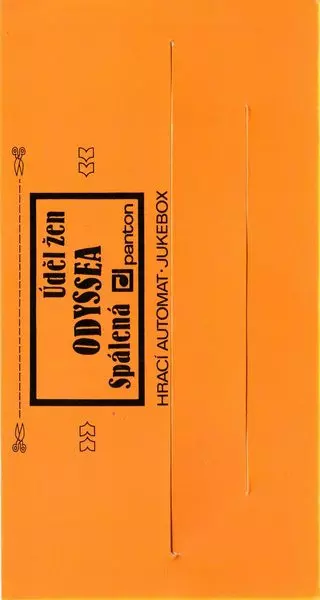 Úděl žen
ODYSSEA
Spálená panton
HRACÍ AUTOMAT · JUKEBOX